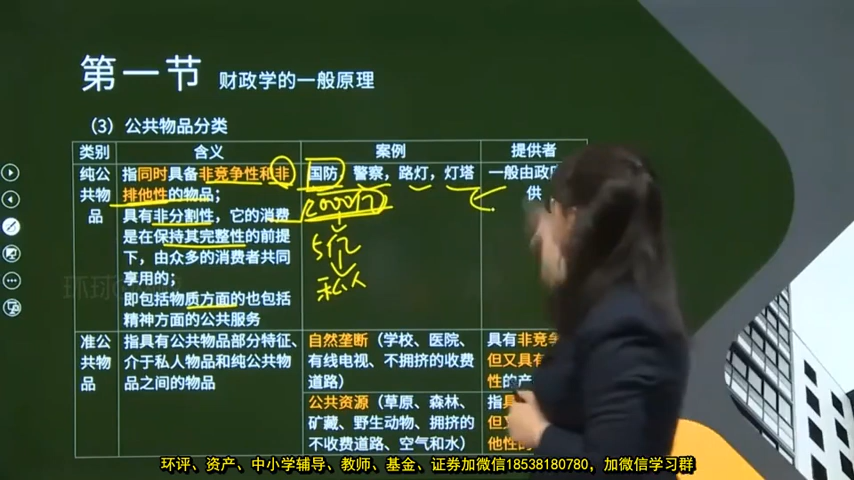 第一节 财政学的一般原理
（3）公共物品分类
类别 含义 案例 提供者
纯公共物品
指同时具备非竞争性和非
排他性的物品；
具有非分割性，它的消费
是在保持其完整性的前提
下，由众多的消费者共同
享用的；
即包括物质方面的也包括
精神方面的公共服务
国防，警察，路灯，灯塔
2000亿
5亿
私人
一般由政
供
准公共物品
指具有公共物品部分特征、
介于私人物品和纯公共物
品之间的物品
自然垄断（学校、医院、
有线电视、不拥挤的收费
道路）
具有非竞争
但又具有
性的产
公共资源（草原、森林、
矿藏、野生动物、拥挤的
不收费道路、空气和水）
指具
但又
他性的
环球
环评、资产、中小学辅导、教师、基金、证券加微信18538180780，加微信学习群